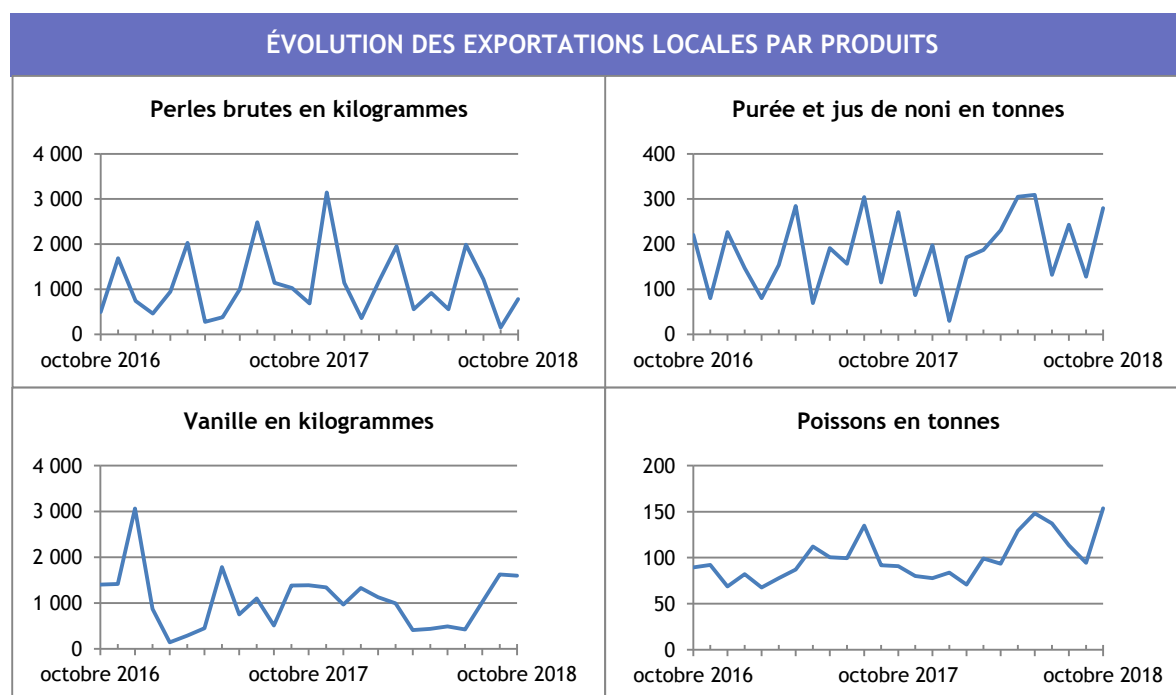 ÉVOLUTION DES EXPORTATIONS LOCALES PAR PRODUITS
Perles brutes en kilogrammes
4 000
3 000
2 000
1 000
0
octobre 2016 octobre 2017 octobre 2018
Purée et jus de noni en tonnes
400
300
200
100
0
octobre 2016 octobre 2017 octobre 2018
Vanille en kilogrammes
4 000
3 000
2 000
1 000
0
octobre 2016 octobre 2017 octobre 2018
Poissons en tonnes
200
150
100
50
0
octobre 2016 octobre 2017 octobre 2018